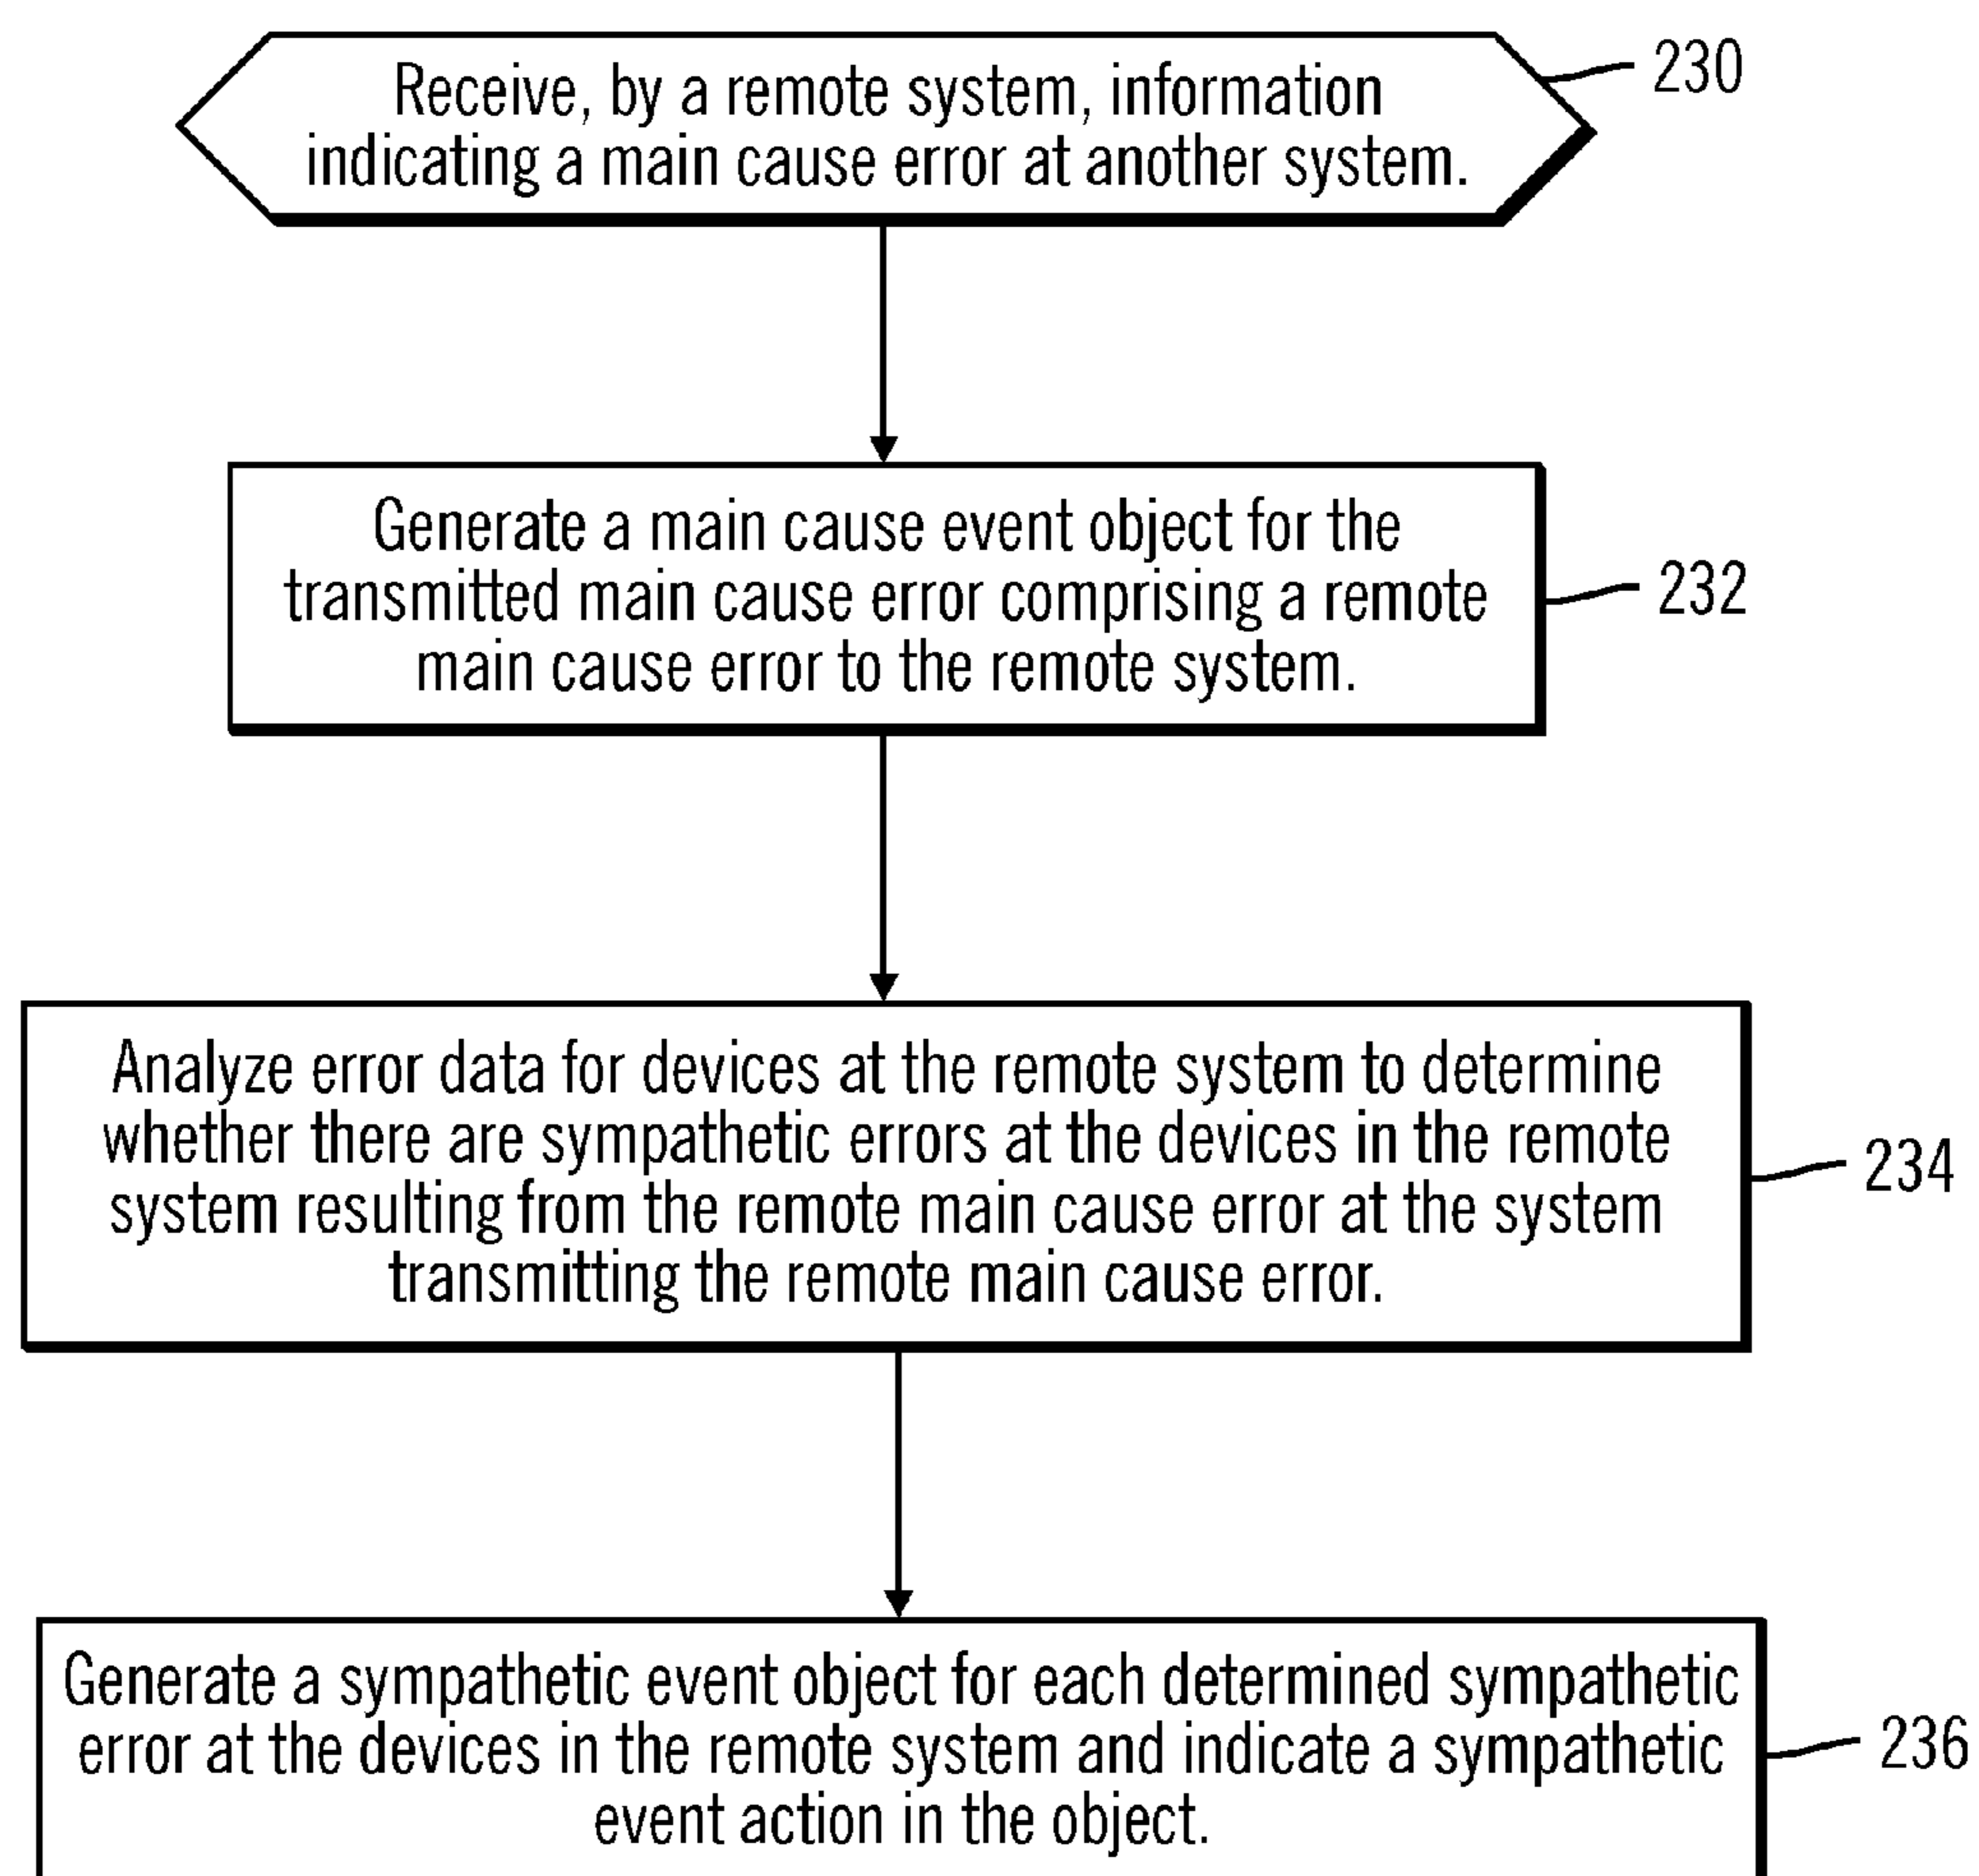 Receive, by a remote system, information
indicating a main cause error at another system.
230
Generate a main cause event object for the
transmitted main cause error comprising a remote
main cause error to the remote system.
232
Analyze error data for devices at the remote system to determine
whether there are sympathetic errors at the devices in the remote
system resulting from the remote main cause error at the system
transmitting the remote main cause error.
234
Generate a sympathetic event object for each determined sympathetic
error at the devices in the remote system and indicate a sympathetic
event action in the object.
236